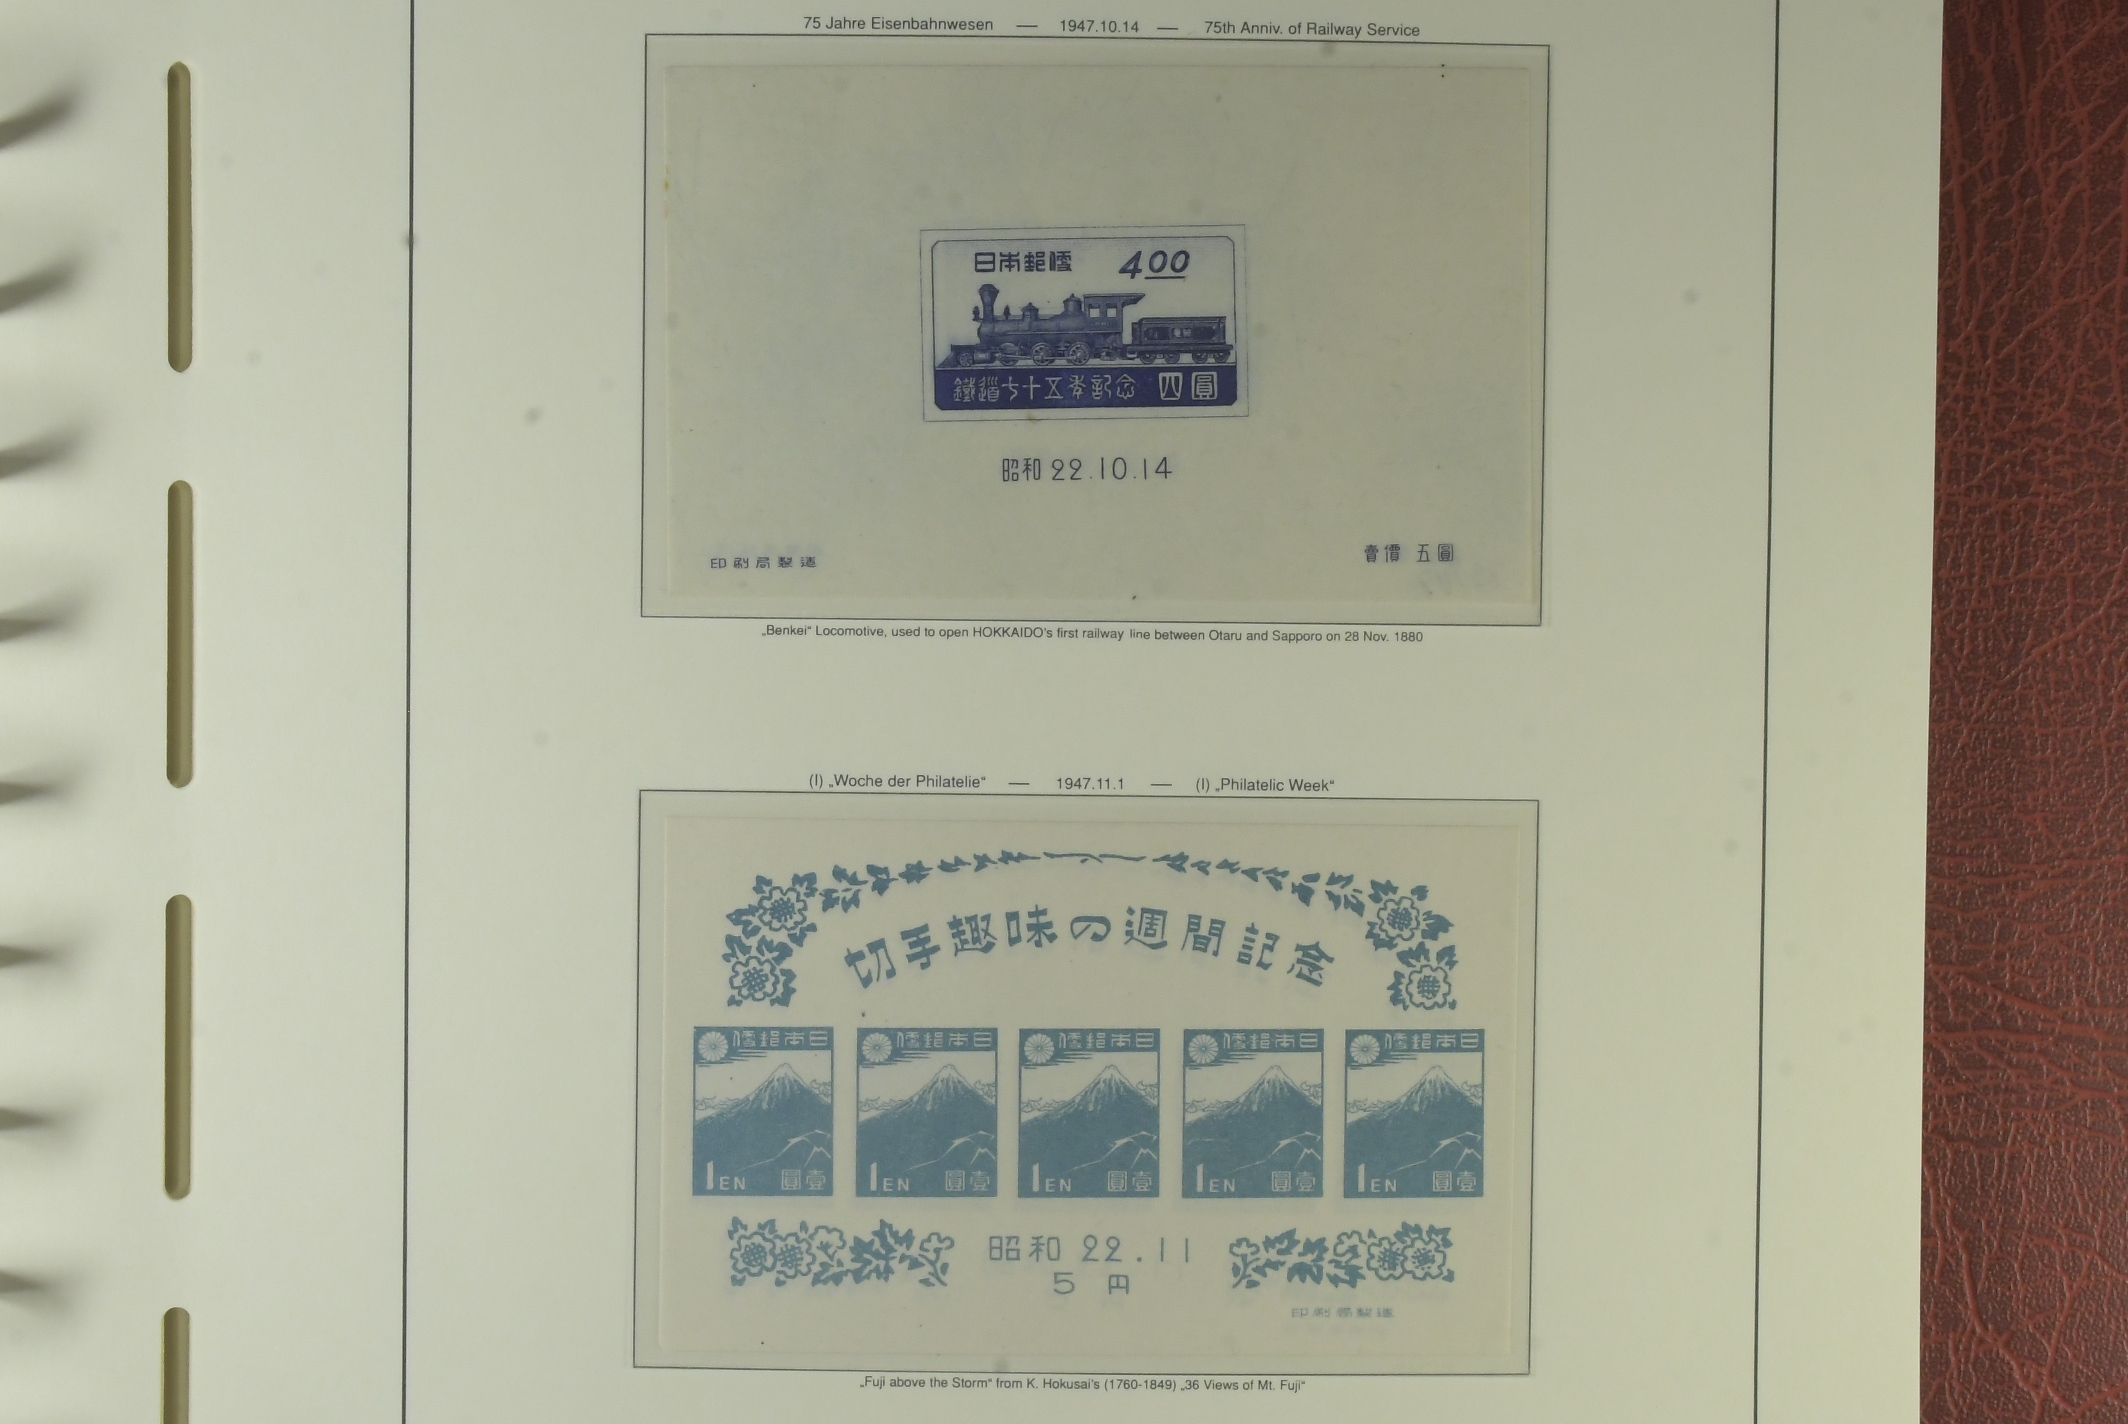 75 Jahre Eisenbahnwesen — 1947.10.14 — 75th Anniv. of Railway Service
日本郵便 4.00
鐵道七十五年記念 四圓
昭和 22.10.14
印刷局製造
賣價 五圓
„Benkei“ Locomotive, used to open HOKKAIDO's first railway line between Otaru and Sapporo on 28 Nov. 1880
(I) „Woche der Philatelie“ — 1947.11.1 — (I) „Philatelic Week“
切手趣味の週間記念
便郵本日 便郵本日 便郵本日 便郵本日 便郵本日
1EN 圓壹 1EN 圓壹 1EN 圓壹 1EN 圓壹 1EN 圓壹
昭和 22.11
5 円
印刷局製造
„Fuji above the Storm“ from K. Hokusai's (1760-1849) „36 Views of Mt. Fuji“